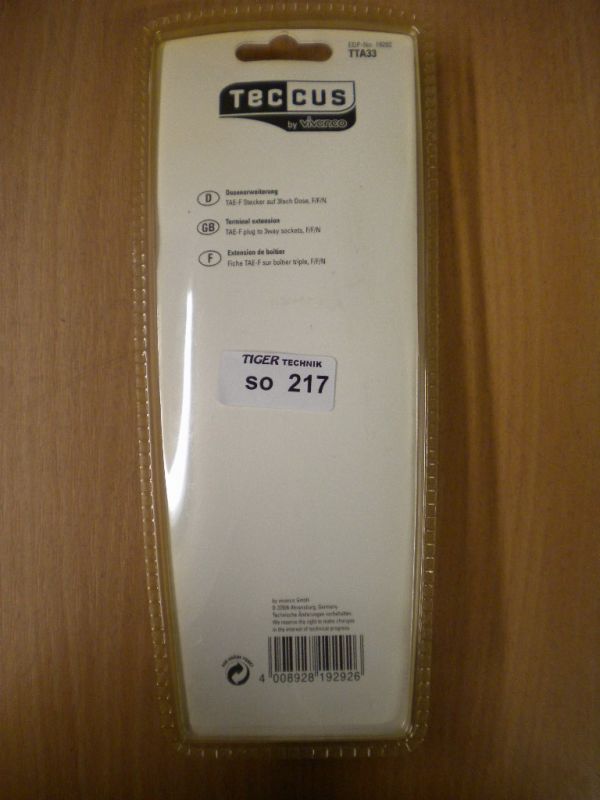 EDP-No. 19292
TTA33
TECCUS
by vivanco
D
Dosenerweiterung
TAE-F Stecker auf 3fach Dose, F/F/N
GB
Terminal extension
TAE-F plug to 3way sockets, F/F/N
F
Extension de boîtier
Fiche TAE-F sur boîtier triple, F/F/N
TIGER TECHNIK
SO 217
by vivanco GmbH
Ahrensburg, Germany
Technische Änderungen vorbehalten.
We reserve the right to make changes
in the interest of technical progress
4 008928 192926